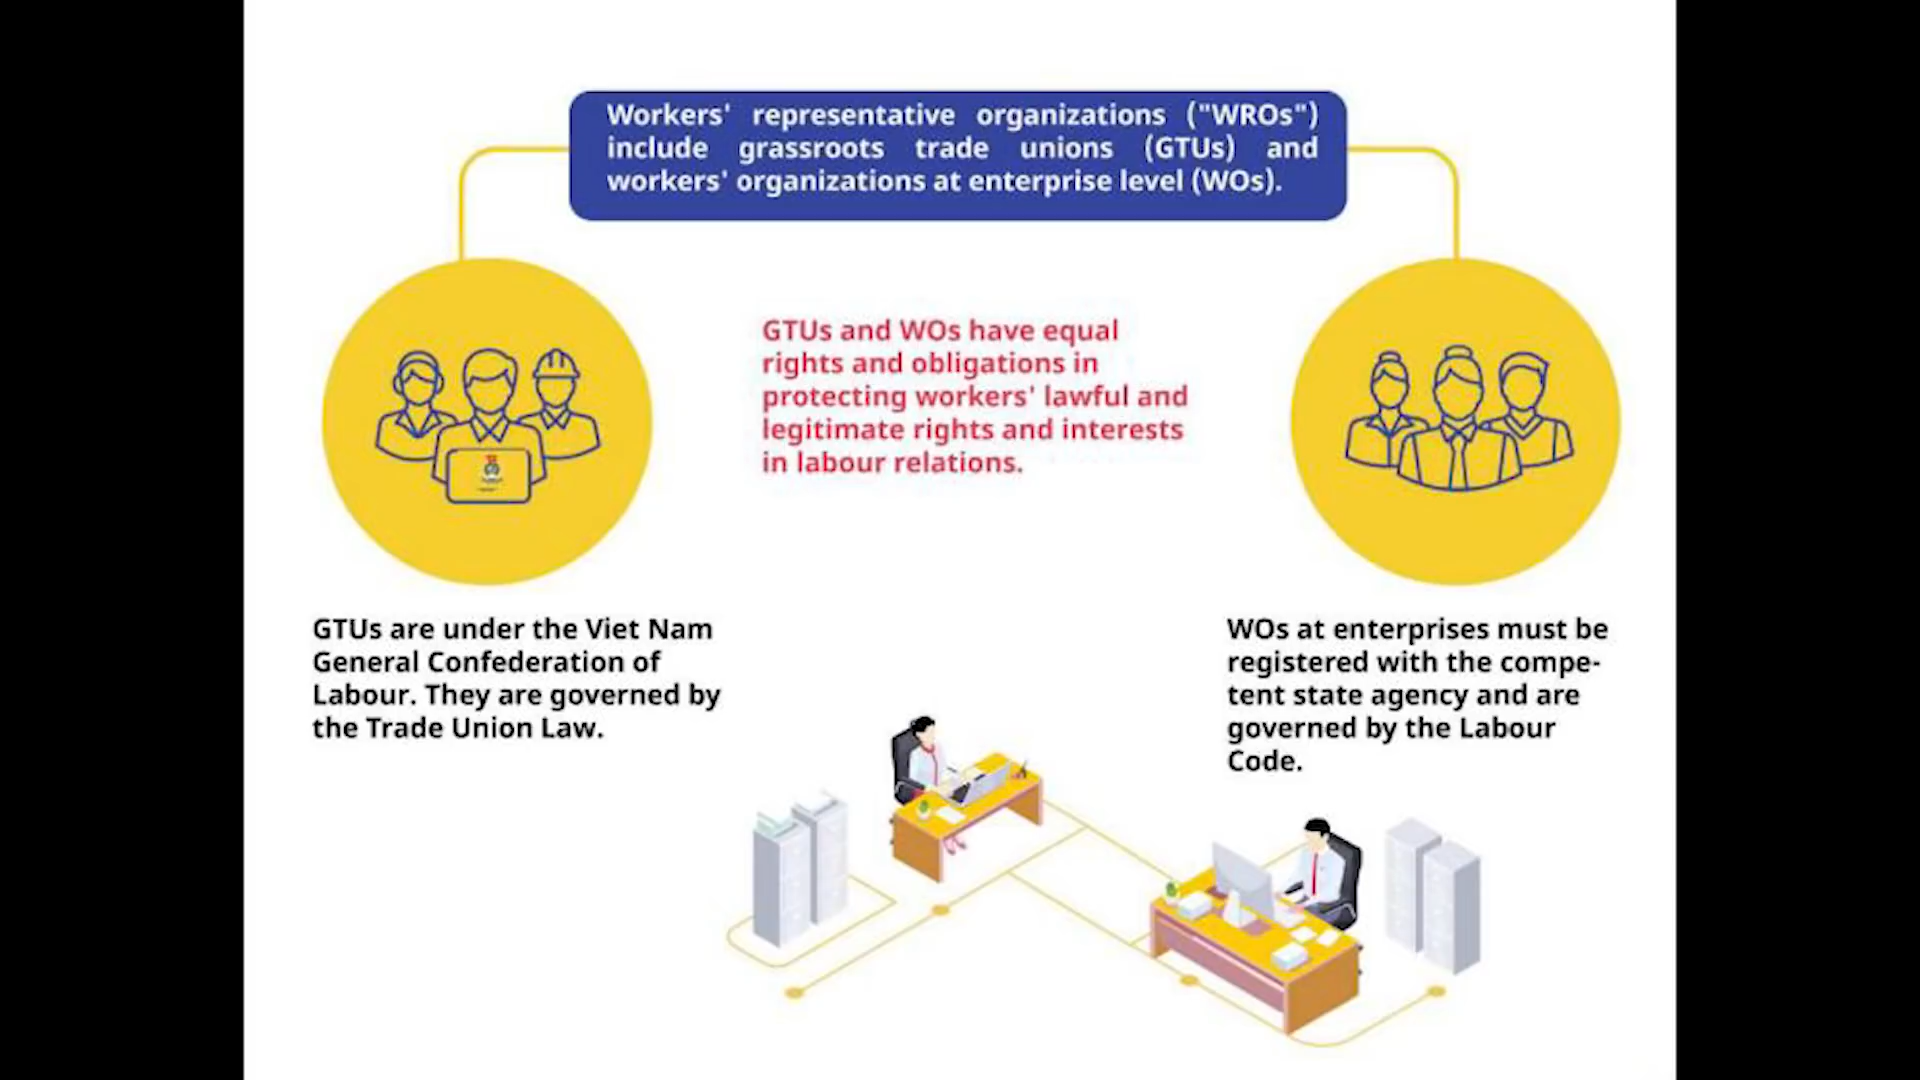 Workers' representative organizations ("WROs")
include grassroots trade unions (GTUs) and
workers' organizations at enterprise level (WOs).
GTUs and WOs have equal
rights and obligations in
protecting workers' lawful and
legitimate rights and interests
in labour relations.
GTUs are under the Viet Nam
General Confederation of
Labour. They are governed by
the Trade Union Law.
WOs at enterprises must be
registered with the compe-
tent state agency and are
governed by the Labour
Code.